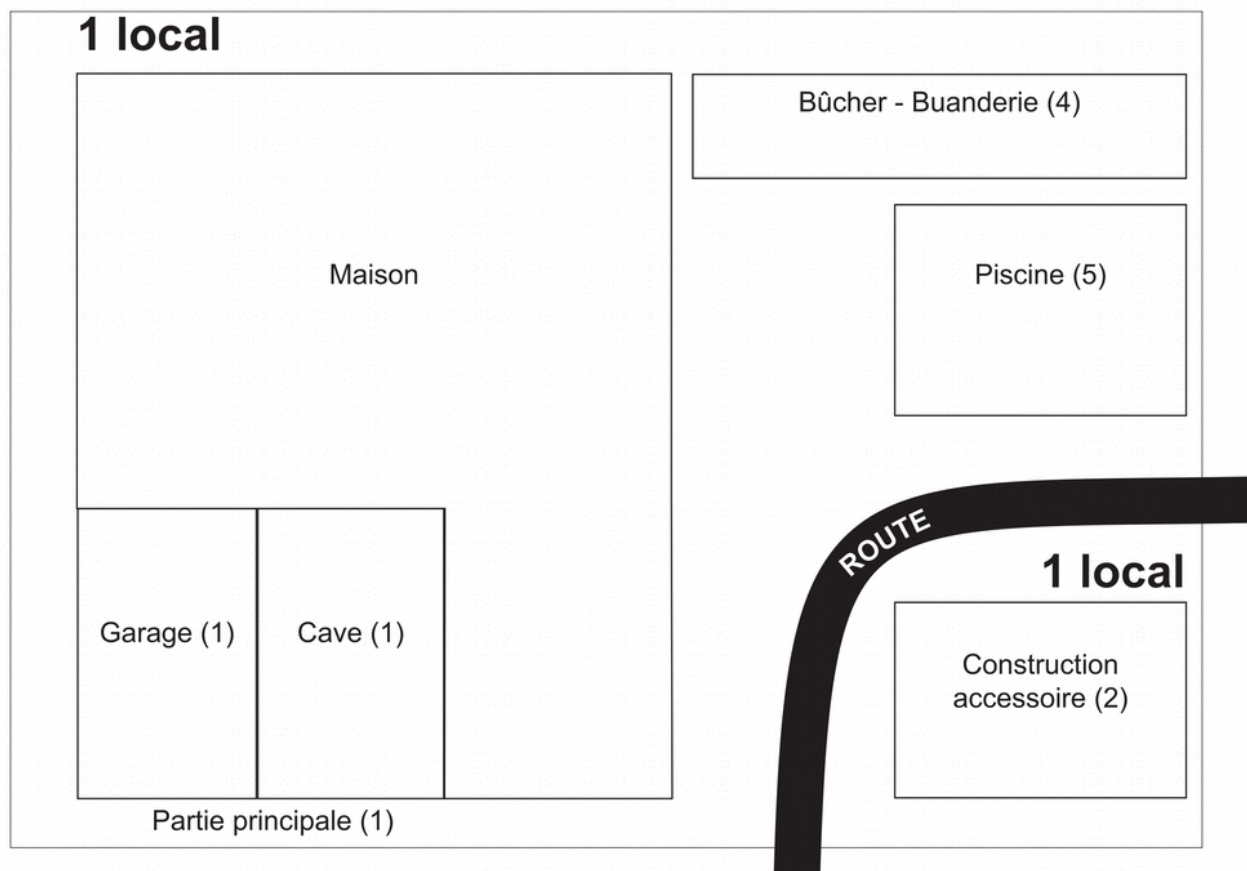 1 local
Bûcher - Buanderie (4)
Maison
Piscine (5)
ROUTE
1 local
Garage (1)
Cave (1)
Construction
accessoire (2)
Partie principale (1)